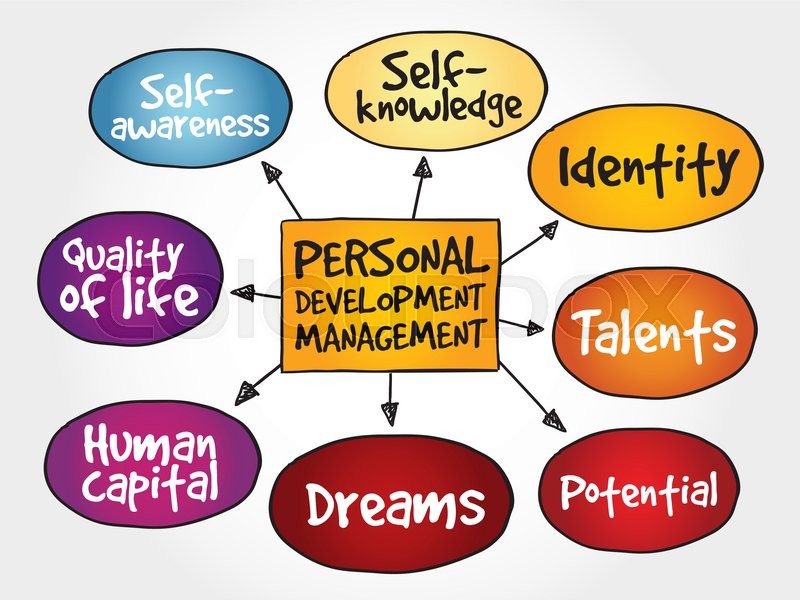 Self-
awareness
Self-
knowledge
Identity
Talents
Potential
Dreams
Human
Capital
Quality
of life
PERSONAL
DEVELOPMENT
MANAGEMENT
colourbox